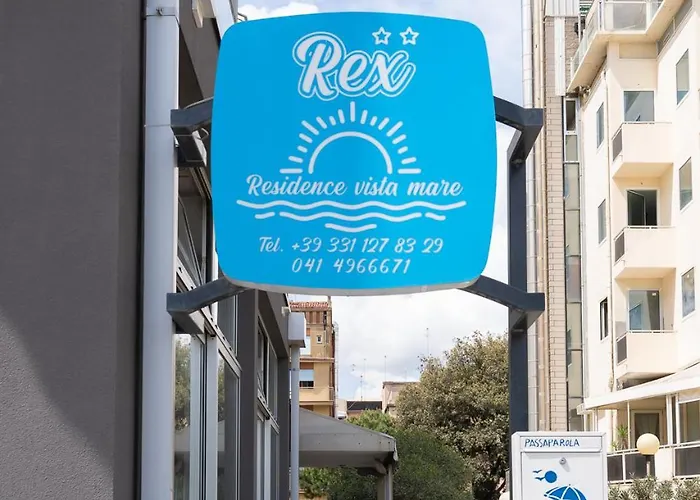 Rex
Residence vista mare
Tel. +39 331 127 83 29
041 4966671
PASSAPAROLA